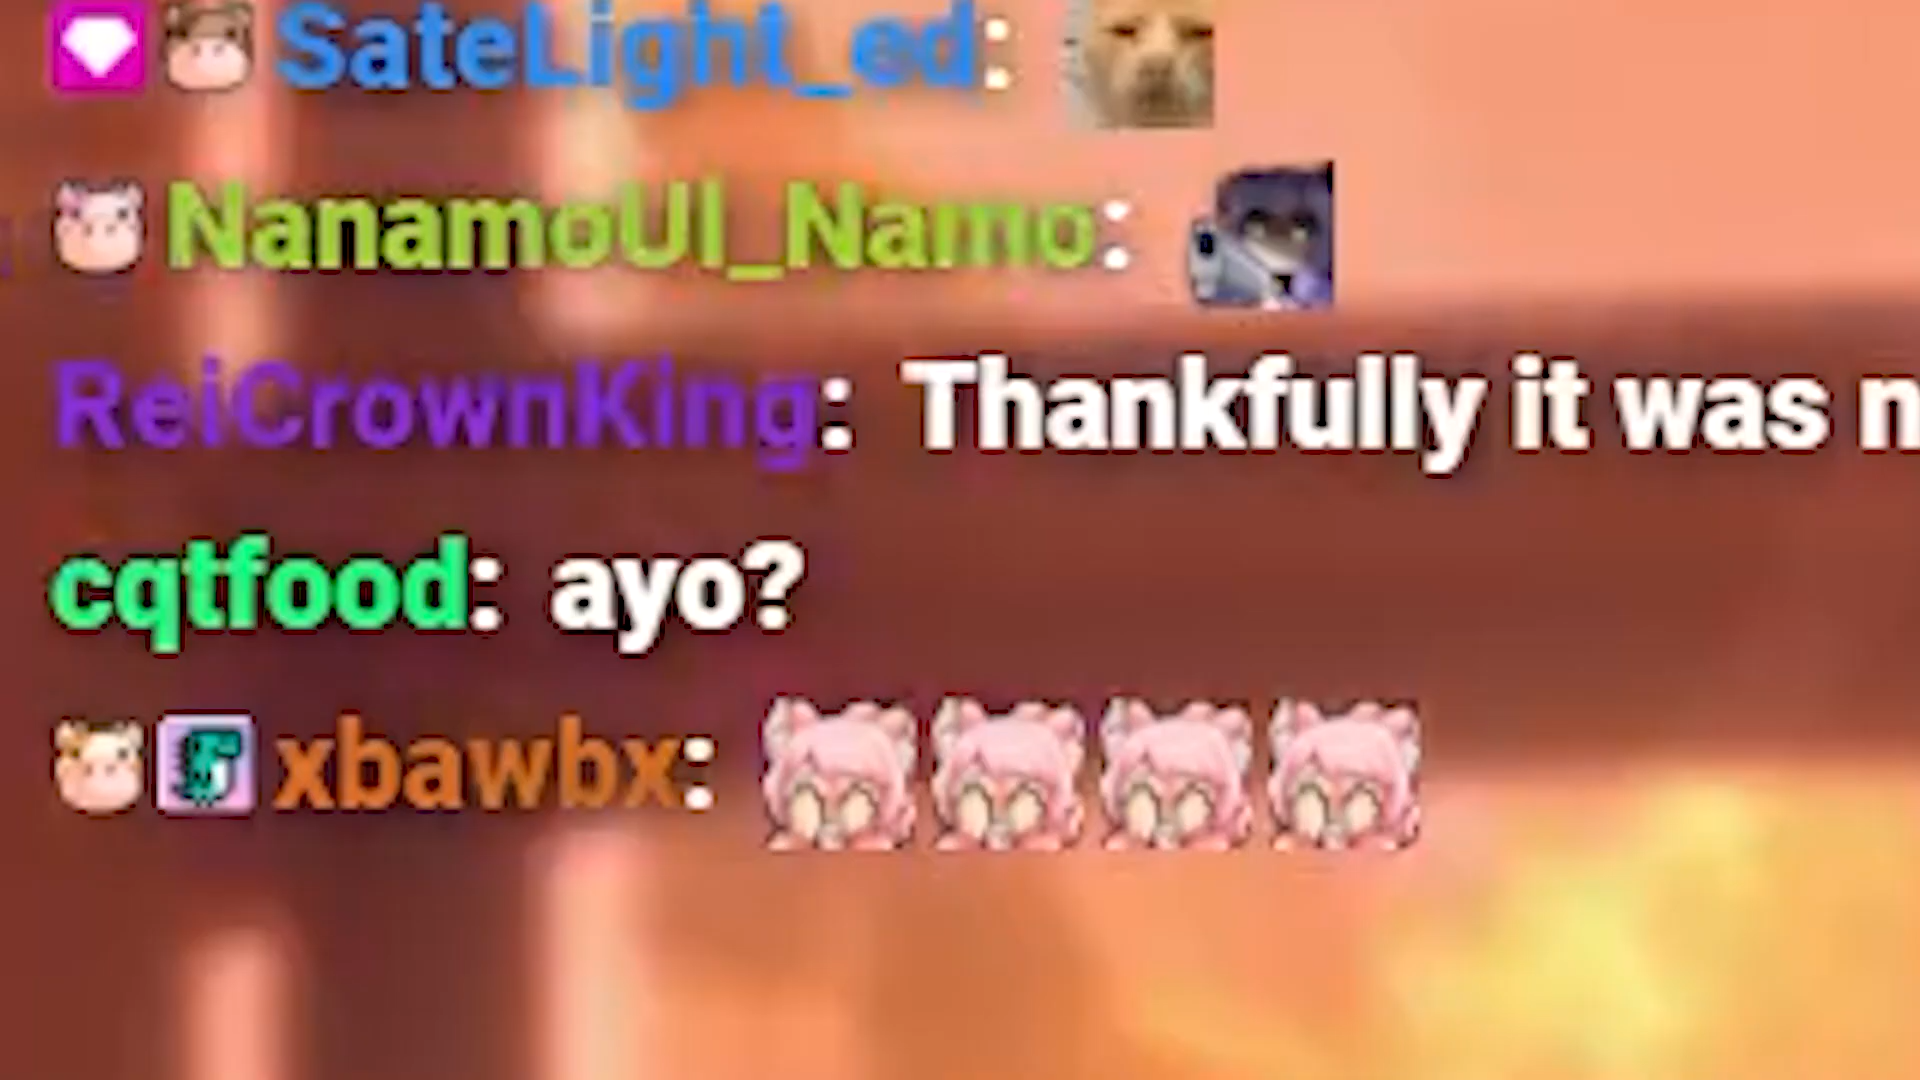 SateLight_ed:
NanamoUl_Namo:
ReiCrownKing: Thankfully it was n
cqtfood: ayo?
xbawbx: